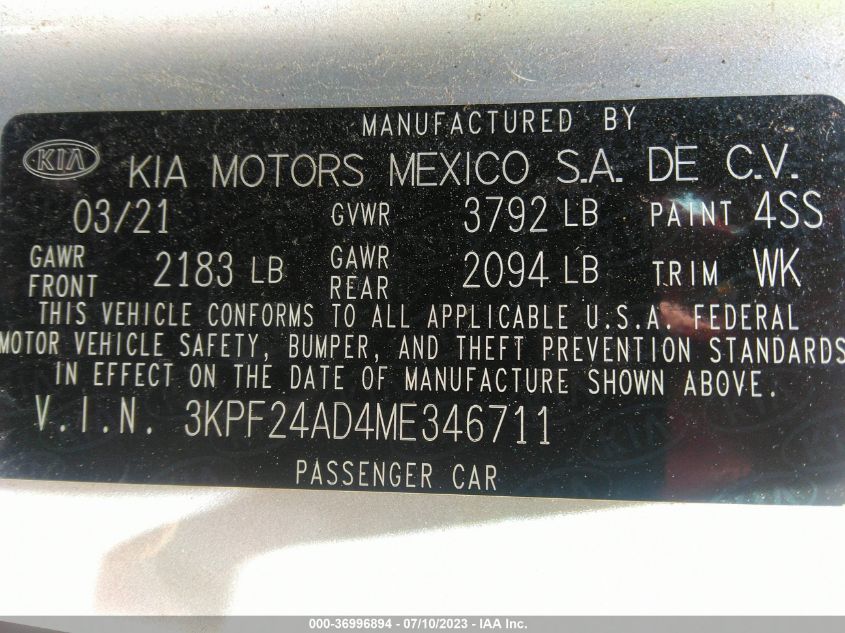 MANUFACTURED BY
KIA KIA MOTORS MEXICO S.A. DE C.V.
03/21 GVWR 3792 LB PAINT 4SS
GAWR FRONT 2183 LB GAWR REAR 2094 LB TRIM WK
THIS VEHICLE CONFORMS TO ALL APPLICABLE U.S.A. FEDERAL
MOTOR VEHICLE SAFETY, BUMPER, AND THEFT PREVENTION STANDARDS
IN EFFECT ON THE DATE OF MANUFACTURE SHOWN ABOVE.
V.I.N. 3KPF24AD4ME346711
PASSENGER CAR
000-36996894 / 07/10/2023 - IAA Inc.